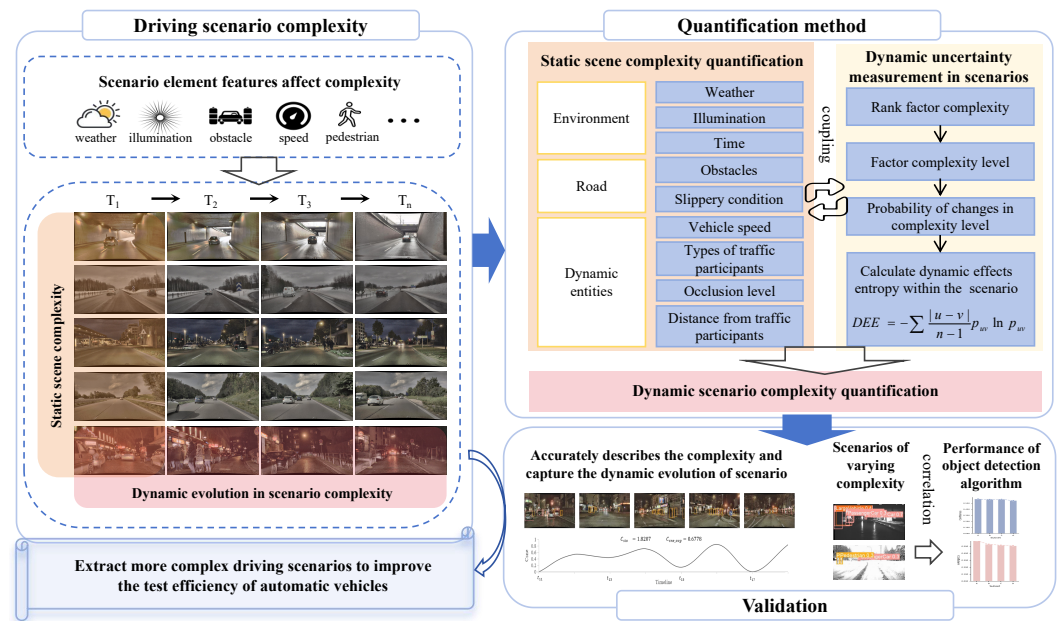 Driving scenario complexity
Scenario element features affect complexity
weather
illumination
obstacle
speed
pedestrian
T1
T2
T3
Tn
Static scene complexity
Dynamic evolution in scenario complexity
Extract more complex driving scenarios to improve
the test efficiency of automatic vehicles
Quantification method
Static scene complexity quantification
Environment
Road
Dynamic
entities
Weather
Illumination
Time
Obstacles
Slippery condition
Vehicle speed
Types of traffic
participants
Occlusion level
Distance from traffic
participants
coupling
Dynamic uncertainty
measurement in scenarios
Rank factor complexity
Factor complexity level
Probability of changes in
complexity level
Calculate dynamic effects
entropy within the scenario
DEE = −∑ |u − v| / (n − 1) p_uv ln p_uv
Dynamic scenario complexity quantification
Accurately describes the complexity and
capture the dynamic evolution of scenario
Timeline
Scenarios of
varying
complexity
correlation
Performance of
object detection
algorithm
Validation